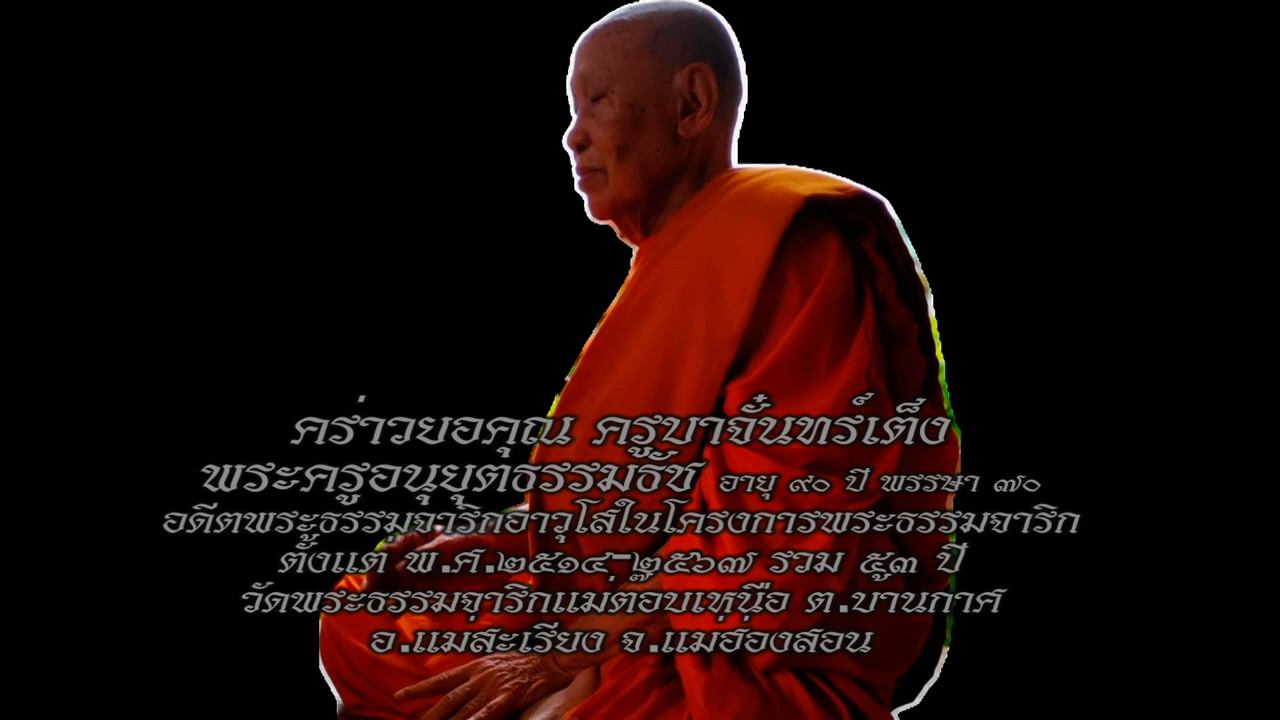 คร่าวยอคุณ ครูบาจั๋นทร์เต็ง
พระครูอนุยุตธรรมธัช อายุ ๙๐ ปี พรรษา ๗๐
อดีตพระธรรมจาริกอาวุโสในโครงการพระธรรมจาริก
ตั้งแต่ พ.ศ.๒๕๑๔-๒๕๖๗ รวม ๕๓ ปี
วัดพระธรรมจาริกแม่ต๊อบเหนือ ต.บ้านกาศ
อ.แม่สะเรียง จ.แม่ฮ่องสอน